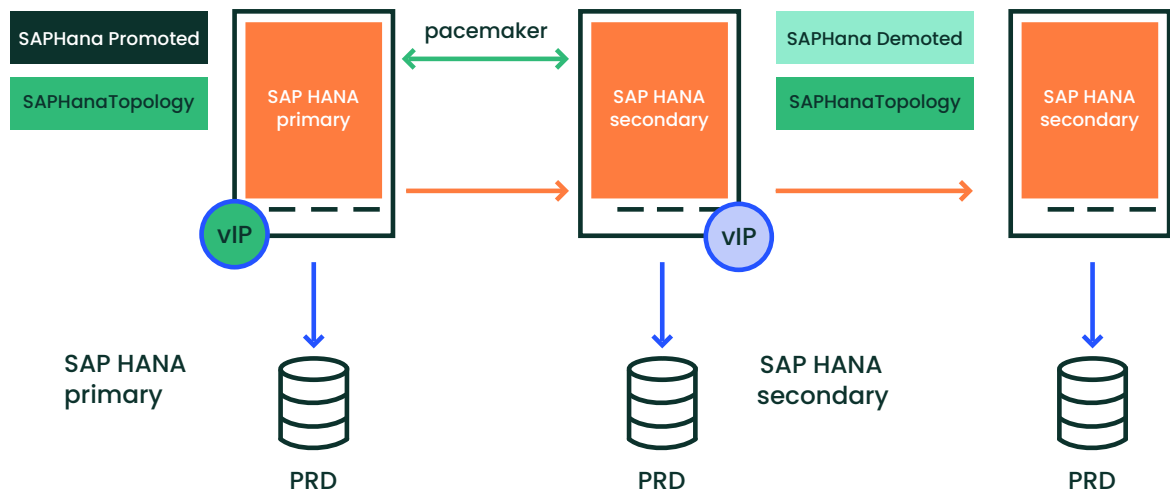 SAPHana Promoted
SAPHanaTopology
SAP HANA
primary
pacemaker
SAP HANA
secondary
SAPHana Demoted
SAPHanaTopology
SAP HANA
secondary
vIP
vIP
SAP HANA
primary
SAP HANA
secondary
PRD
PRD
PRD